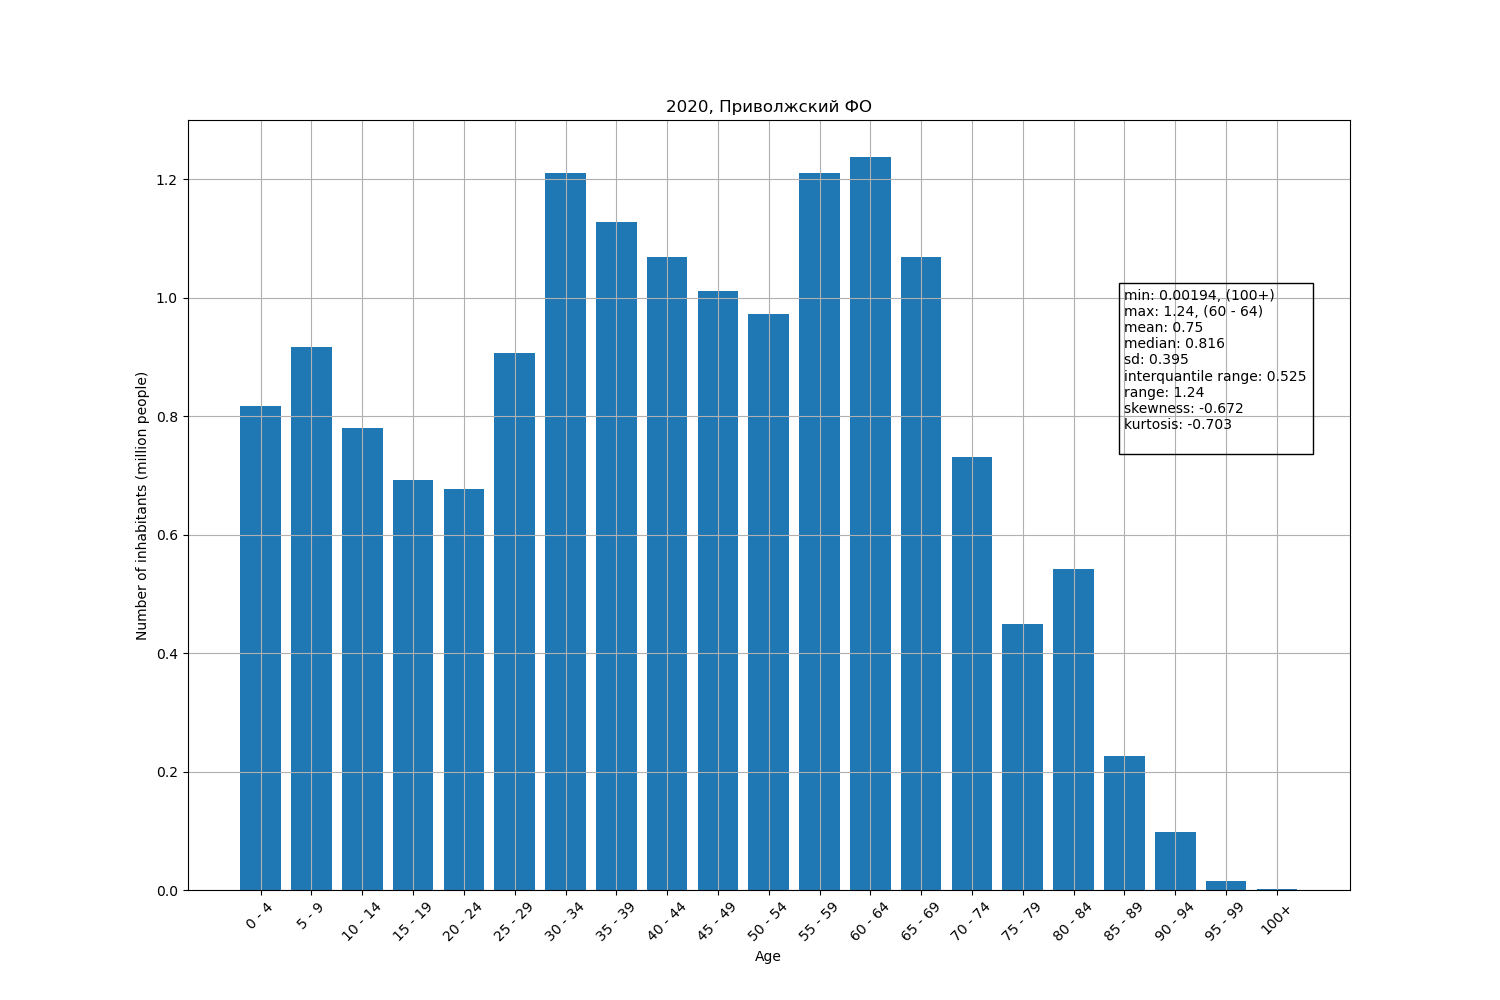 2020, Приволжский ФО
Number of inhabitants (million people)
1.2
1.0
0.8
0.6
0.4
0.2
0.0
min: 0.00194, (100+)
max: 1.24, (60 - 64)
mean: 0.75
median: 0.816
sd: 0.395
interquantile range: 0.525
range: 1.24
skewness: -0.672
kurtosis: -0.703
0 - 4
5 - 9
10 - 14
15 - 19
20 - 24
25 - 29
30 - 34
35 - 39
40 - 44
45 - 49
50 - 54
55 - 59
60 - 64
65 - 69
70 - 74
75 - 79
80 - 84
85 - 89
90 - 94
95 - 99
100+
Age